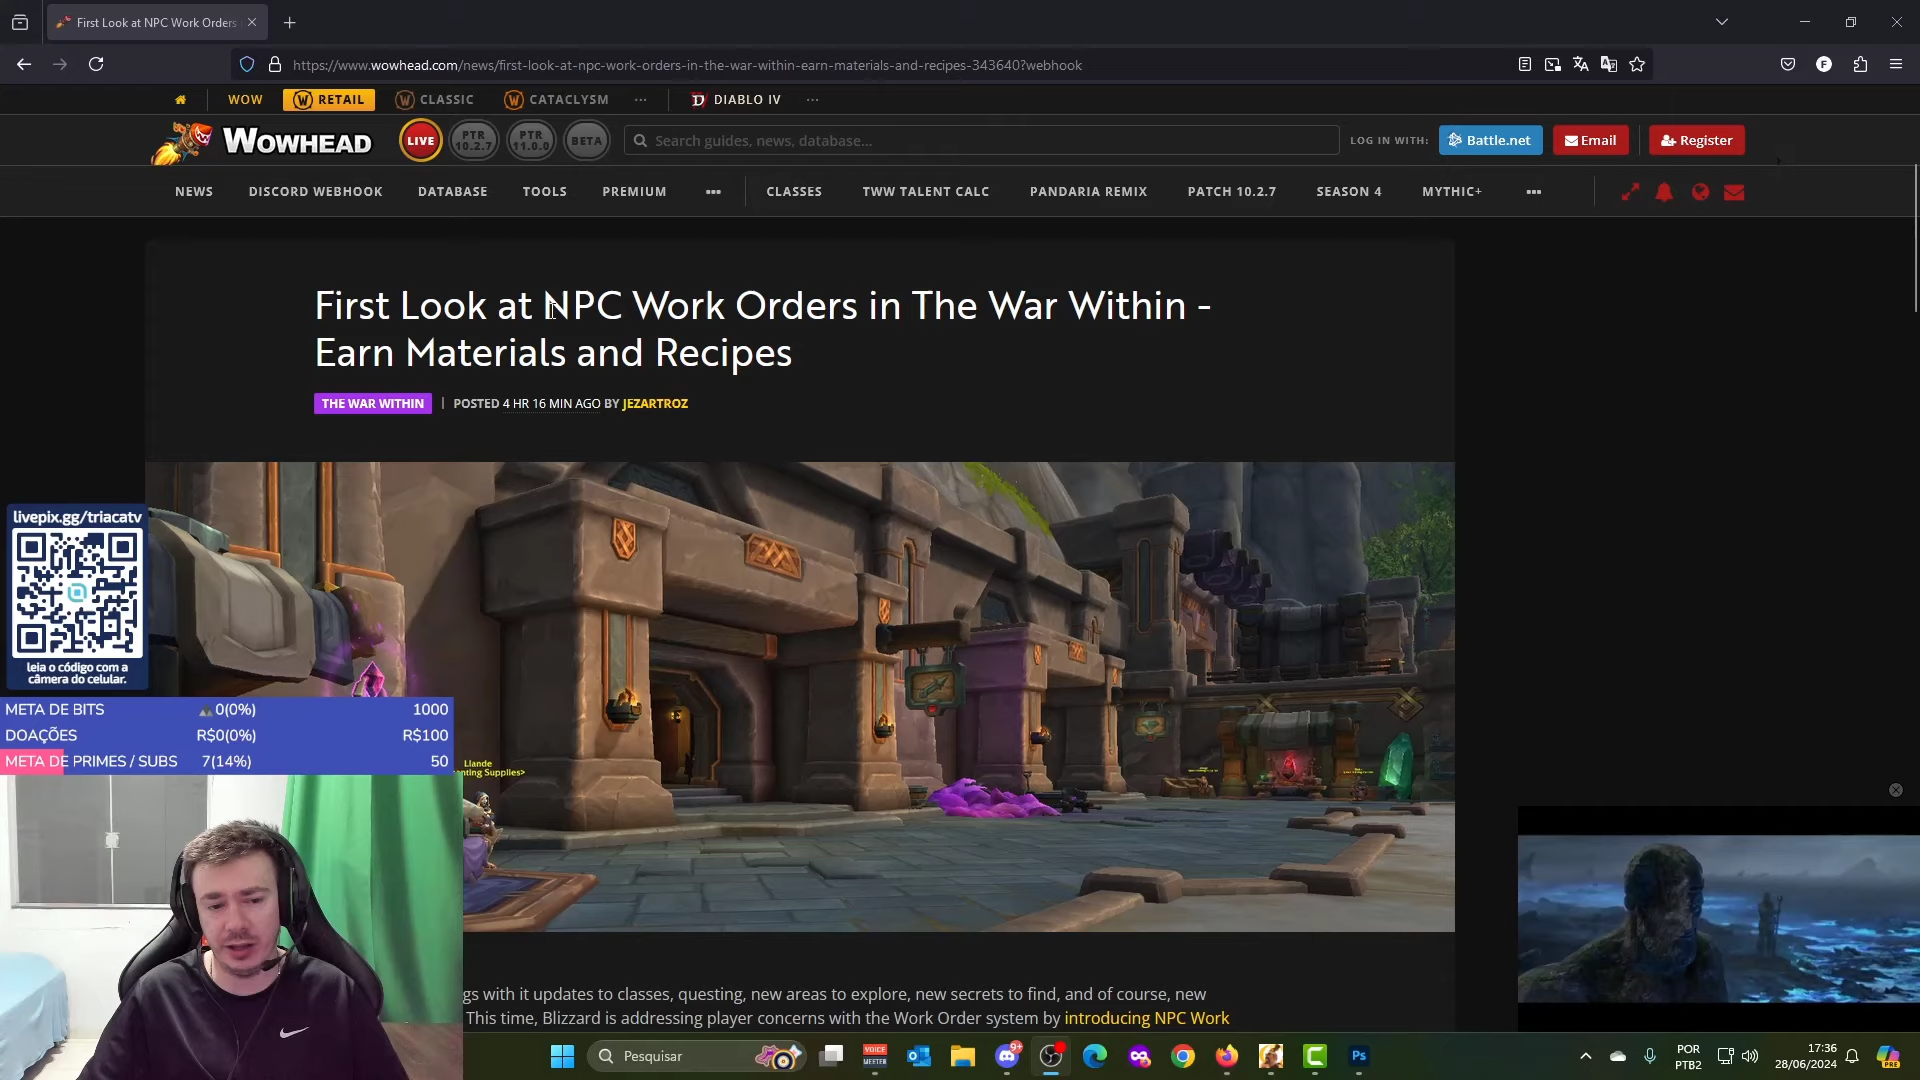 First Look at NPC Work Orders
https://www.wowhead.com/news/first-look-at-npc-work-orders-in-the-war-within-earn-materials-and-recipes-343640?webhook
WOW
RETAIL
CLASSIC
CATACLYSM
DIABLO IV
WOWHEAD
LIVE
PTR 10.2.7
PTR 11.0.0
BETA
Search guides, news, database...
LOG IN WITH:
Battle.net
Email
Register
NEWS
DISCORD WEBHOOK
DATABASE
TOOLS
PREMIUM
CLASSES
TWW TALENT CALC
PANDARIA REMIX
PATCH 10.2.7
SEASON 4
MYTHIC+
First Look at NPC Work Orders in The War Within -
Earn Materials and Recipes
THE WAR WITHIN
POSTED 4 HR 16 MIN AGO BY JEZARTROZ
livepix.gg/triacatv
leia o código com a
câmera do celular.
META DE BITS 0(0%) 1000
DOAÇÕES R$0(0%) R$100
META DE PRIMES / SUBS 7(14%) 50
Llande
enting Supplies>
gs with it updates to classes, questing, new areas to explore, new secrets to find, and of course, new
This time, Blizzard is addressing player concerns with the Work Order system by introducing NPC Work
Pesquisar
VOICE
MEETER
9+
Ps
POR
PTB2
17:36
28/06/2024
PRE